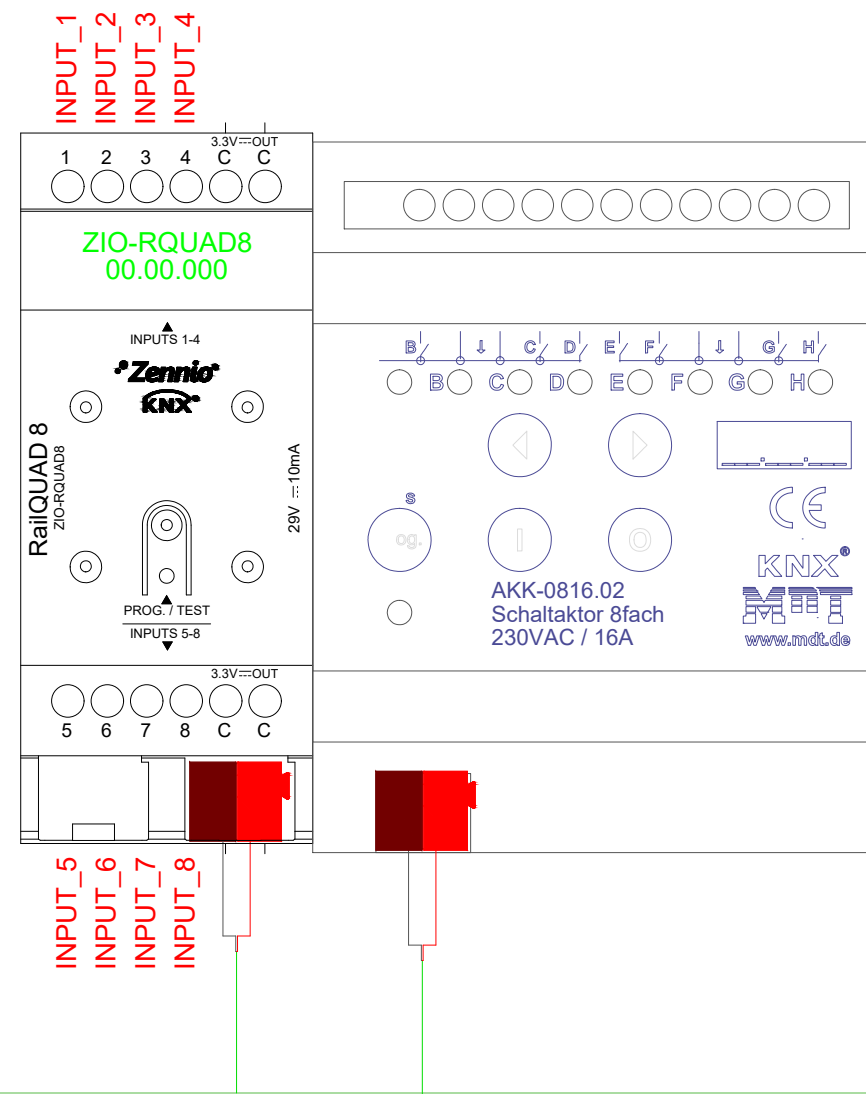 INPUT_1
INPUT_2
INPUT_3
INPUT_4
3.3V OUT
1 2 3 4 C C
ZIO-RQUAD8
00.00.000
INPUTS 1-4
Zennio
KNX
RailQUAD 8
ZIO-RQUAD8
29V 10mA
PROG. / TEST
INPUTS 5-8
3.3V OUT
5 6 7 8 C C
INPUT_5
INPUT_6
INPUT_7
INPUT_8
B C D E F G H
B C D E F G H
S
og.
I
O
AKK-0816.02
Schaltaktor 8fach
230VAC / 16A
CE
KNX®
MDT
www.mdt.de